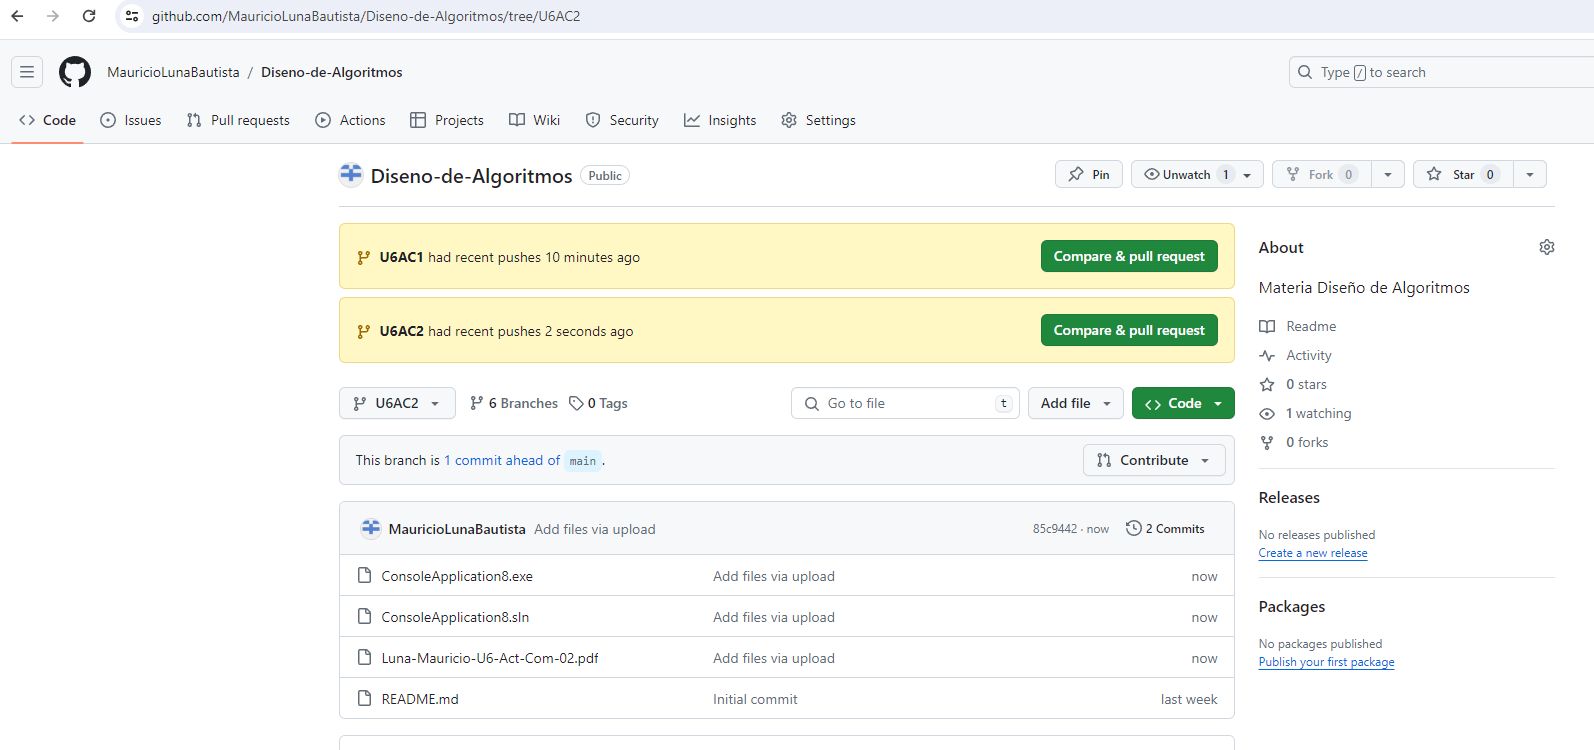 github.com/MauricioLunaBautista/Diseno-de-Algoritmos/tree/U6AC2
MauricioLunaBautista / Diseno-de-Algoritmos
Type / to search
Code Issues Pull requests Actions Projects Wiki Security Insights Settings
Diseno-de-Algoritmos Public
Pin Unwatch 1 Fork 0 Star 0
U6AC1 had recent pushes 10 minutes ago
Compare & pull request
U6AC2 had recent pushes 2 seconds ago
Compare & pull request
U6AC2 6 Branches 0 Tags
Go to file t
Add file
Code
This branch is 1 commit ahead of main .
Contribute
MauricioLunaBautista Add files via upload 85c9442 · now 2 Commits
ConsoleApplication8.exe Add files via upload now
ConsoleApplication8.sln Add files via upload now
Luna-Mauricio-U6-Act-Com-02.pdf Add files via upload now
README.md Initial commit last week
About
Materia Diseño de Algoritmos
Readme
Activity
0 stars
1 watching
0 forks
Releases
No releases published
Create a new release
Packages
No packages published
Publish your first package